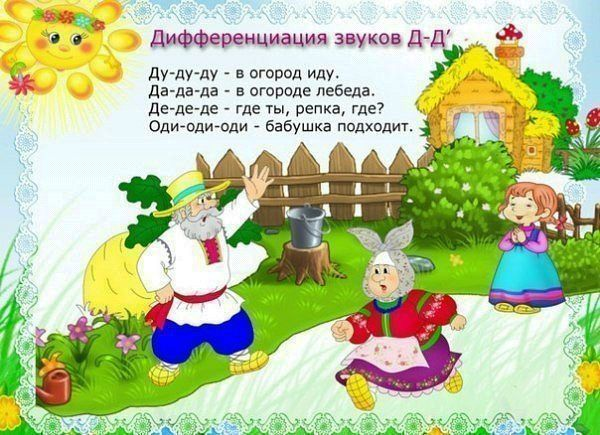 Дифференциация звуков Д-Д’
Ду-ду-ду - в огород иду.
Да-да-да - в огороде лебеда.
Де-де-де - где ты, репка, где?
Оди-оди-оди - бабушка подходит.